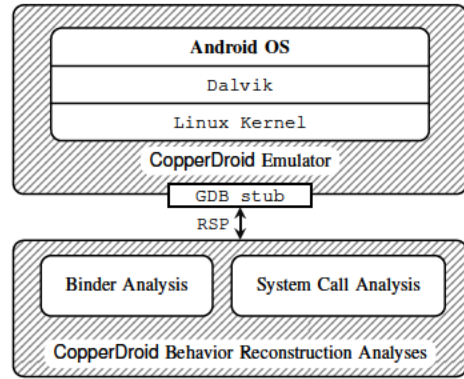 Android OS
Dalvik
Linux Kernel
CopperDroid Emulator
GDB stub
RSP
Binder Analysis
System Call Analysis
CopperDroid Behavior Reconstruction Analyses